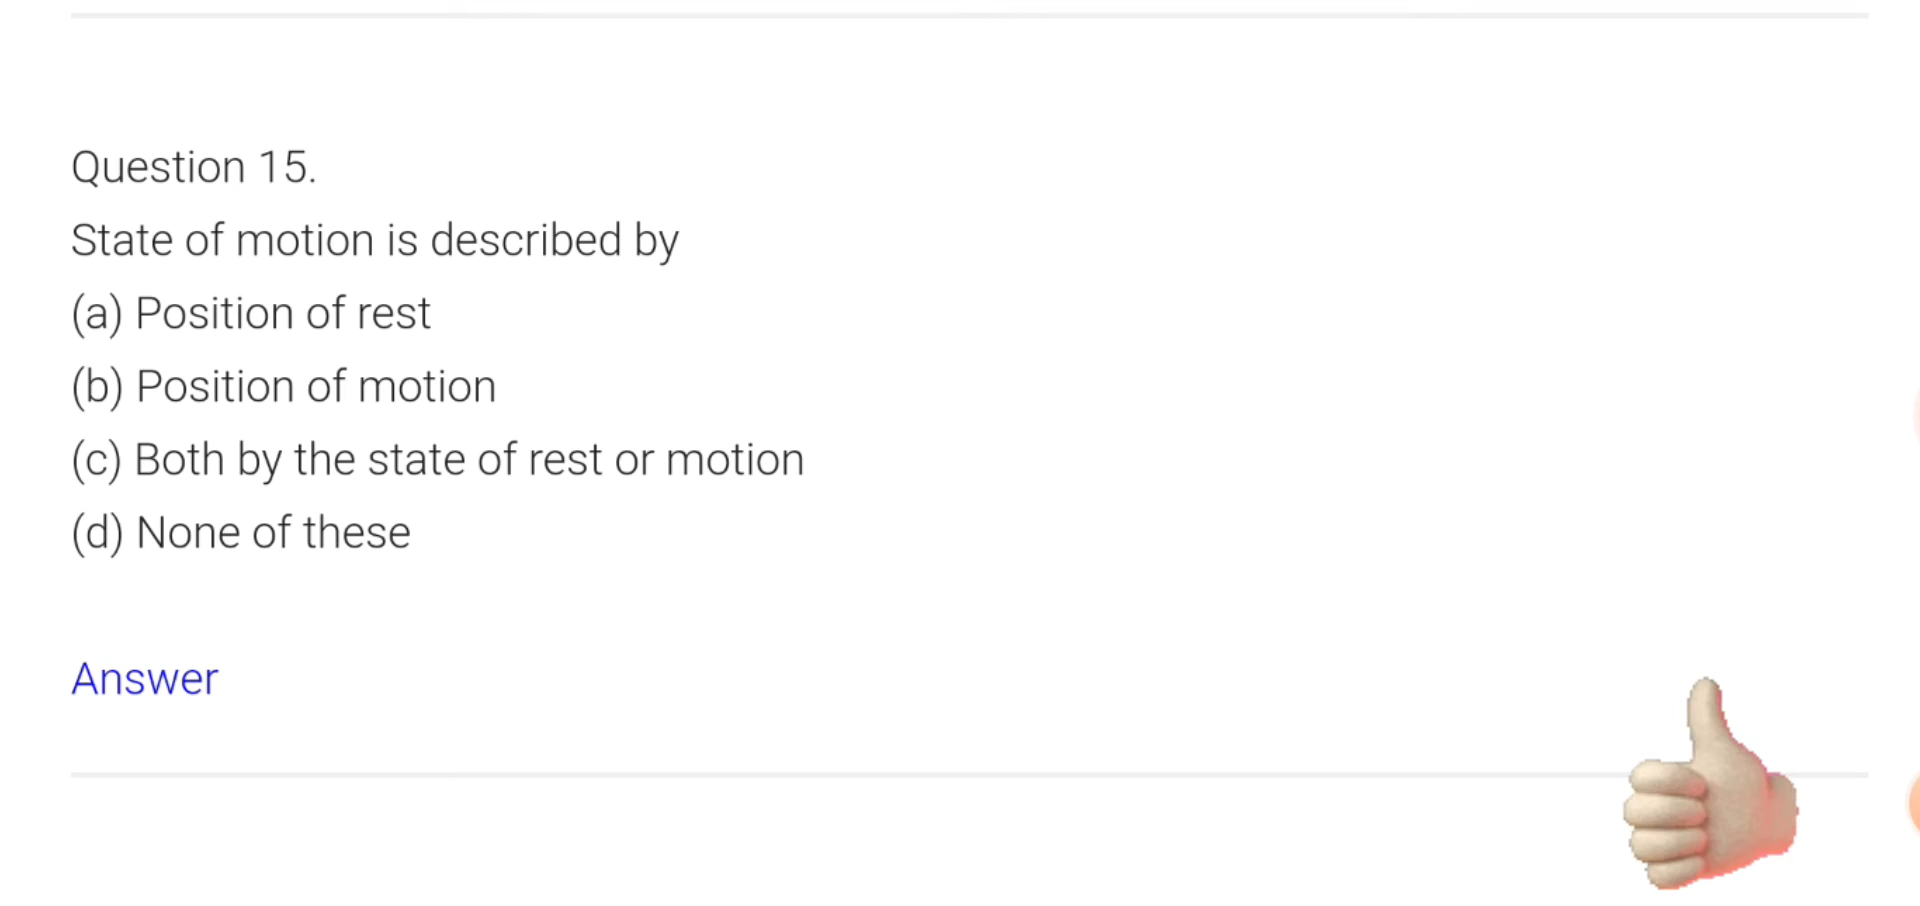 Question 15.
State of motion is described by
(a) Position of rest
(b) Position of motion
(c) Both by the state of rest or motion
(d) None of these
Answer